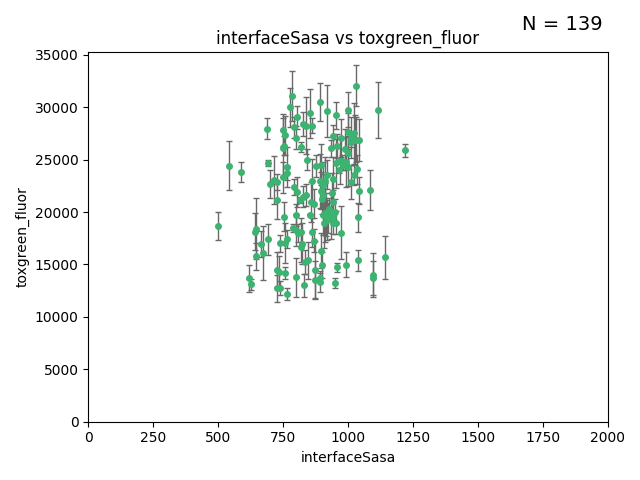 N = 139
interfaceSasa vs toxgreen_fluor
toxgreen_fluor
35000
30000
25000
20000
15000
10000
5000
0
0 250 500 750 1000 1250 1500 1750 2000
interfaceSasa